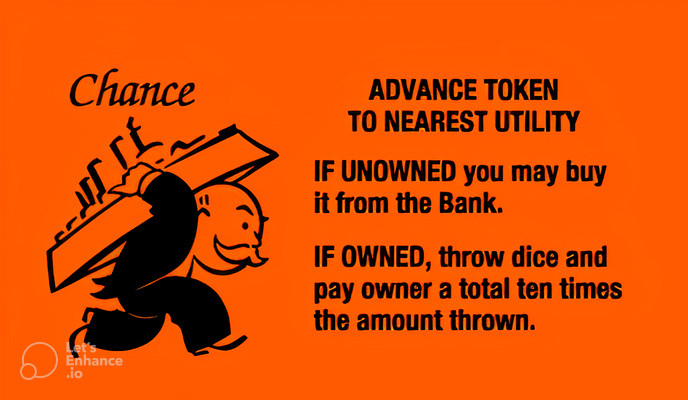 Chance
ADVANCE TOKEN
TO NEAREST UTILITY
IF UNOWNED you may buy
it from the Bank.
IF OWNED, throw dice and
pay owner a total ten times
the amount thrown.
Let's
Enhance
.io